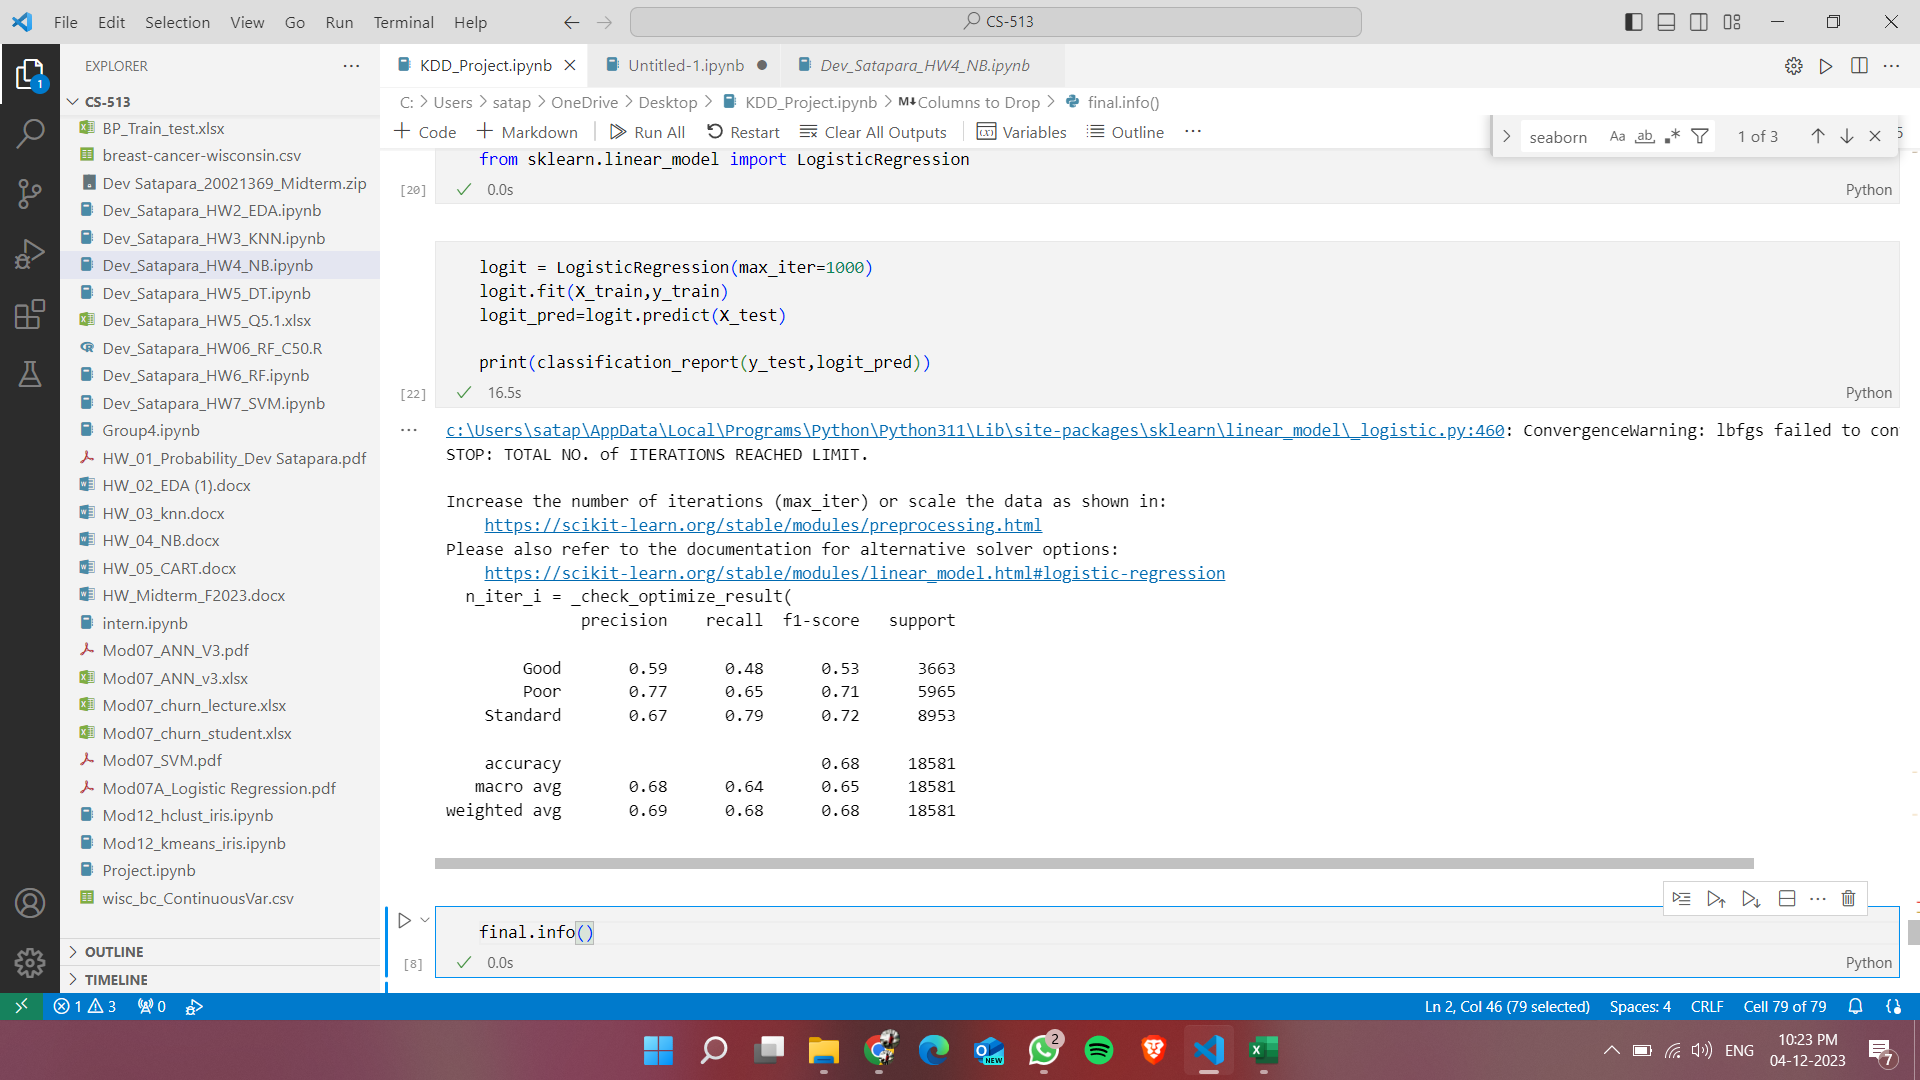 File Edit Selection View Go Run Terminal Help
CS-513
EXPLORER
KDD_Project.ipynb
Untitled-1.ipynb
Dev_Satapara_HW4_NB.ipynb
CS-513
C: > Users > satap > OneDrive > Desktop > KDD_Project.ipynb > M↓Columns to Drop > final.info()
Code Markdown Run All Restart Clear All Outputs Variables Outline
seaborn Aa ab 1 of 3
BP_Train_test.xlsx
breast-cancer-wisconsin.csv
Dev Satapara_20021369_Midterm.zip
Dev_Satapara_HW2_EDA.ipynb
Dev_Satapara_HW3_KNN.ipynb
Dev_Satapara_HW4_NB.ipynb
Dev_Satapara_HW5_DT.ipynb
Dev_Satapara_HW5_Q5.1.xlsx
Dev_Satapara_HW06_RF_C50.R
Dev_Satapara_HW6_RF.ipynb
Dev_Satapara_HW7_SVM.ipynb
Group4.ipynb
HW_01_Probability_Dev Satapara.pdf
HW_02_EDA (1).docx
HW_03_knn.docx
HW_04_NB.docx
HW_05_CART.docx
HW_Midterm_F2023.docx
intern.ipynb
Mod07_ANN_V3.pdf
Mod07_ANN_v3.xlsx
Mod07_churn_lecture.xlsx
Mod07_churn_student.xlsx
Mod07_SVM.pdf
Mod07A_Logistic Regression.pdf
Mod12_hclust_iris.ipynb
Mod12_kmeans_iris.ipynb
Project.ipynb
wisc_bc_ContinuousVar.csv
OUTLINE
TIMELINE
from sklearn.linear_model import LogisticRegression
[20] 0.0s Python
logit = LogisticRegression(max_iter=1000)
logit.fit(X_train,y_train)
logit_pred=logit.predict(X_test)
print(classification_report(y_test,logit_pred))
[22] 16.5s Python
c:\Users\satap\AppData\Local\Programs\Python\Python311\Lib\site-packages\sklearn\linear_model\_logistic.py:460: ConvergenceWarning: lbfgs failed to con
STOP: TOTAL NO. of ITERATIONS REACHED LIMIT.
Increase the number of iterations (max_iter) or scale the data as shown in:
https://scikit-learn.org/stable/modules/preprocessing.html
Please also refer to the documentation for alternative solver options:
https://scikit-learn.org/stable/modules/linear_model.html#logistic-regression
n_iter_i = _check_optimize_result(
precision recall f1-score support
Good 0.59 0.48 0.53 3663
Poor 0.77 0.65 0.71 5965
Standard 0.67 0.79 0.72 8953
accuracy 0.68 18581
macro avg 0.68 0.64 0.65 18581
weighted avg 0.69 0.68 0.68 18581
final.info()
[8] 0.0s Python
1 3 0
Ln 2, Col 46 (79 selected) Spaces: 4 CRLF Cell 79 of 79
ENG
10:23 PM
04-12-2023